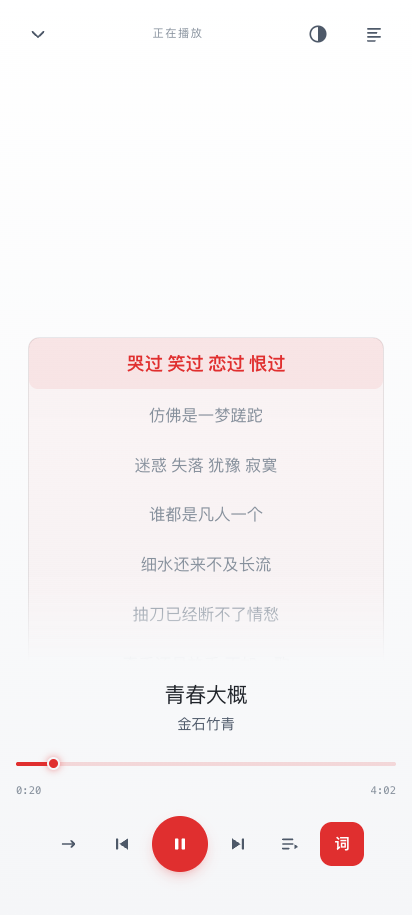 正在播放
哭过 笑过 恋过 恨过
仿佛是一梦蹉跎
迷惑 失落 犹豫 寂寞
谁都是凡人一个
细水还来不及长流
抽刀已经断不了情愁
青春大概
金石竹青
0:20
4:02
词